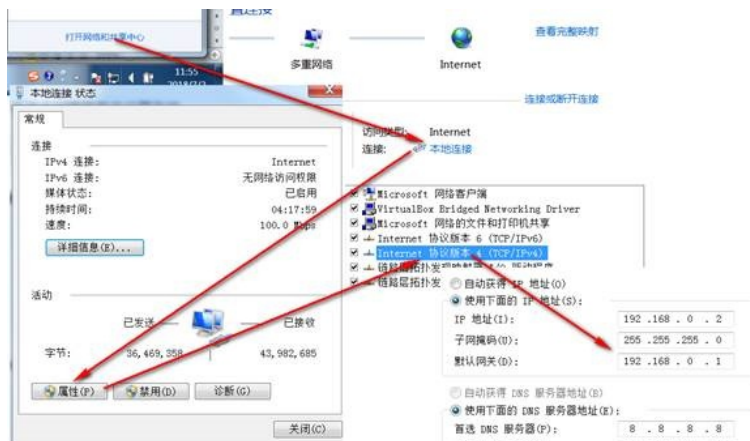 打开网络和共享中心
11:55
多重网络
Internet
查看完整映射
连接或断开连接
访问类型:
Internet
连接:
本地连接
本地连接 状态
常规
连接
IPv4 连接:
Internet
IPv6 连接:
无网络访问权限
媒体状态:
已启用
持续时间:
04:17:59
速度:
100.0 Mbps
详细信息(E)...
活动
已发送
已接收
字节:
36,469,358
43,982,685
属性(P)
禁用(D)
诊断(G)
关闭(C)
Microsoft 网络客户端
VirtualBox Bridged Networking Driver
Microsoft 网络的文件和打印机共享
Internet 协议版本 6 (TCP/IPv6)
Internet 协议版本 4 (TCP/IPv4)
链路层拓扑发
自动获得 IP 地址(O)
使用下面的 IP 地址(S):
IP 地址(I):
192 .168 . 0 . 2
子网掩码(U):
255 .255 .255 . 0
默认网关(D):
192 .168 . 0 . 1
自动获得 DNS 服务器地址(B)
使用下面的 DNS 服务器地址(E):
首选 DNS 服务器(P):
8 . 8 . 8 . 8